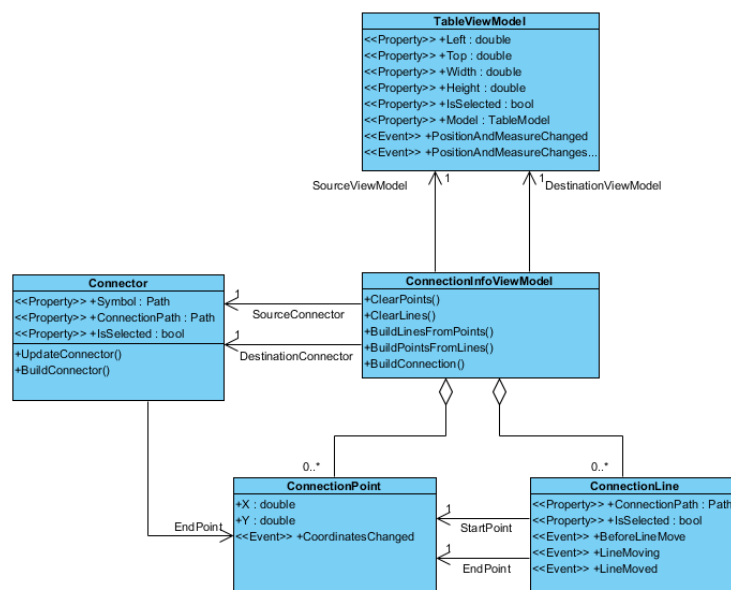 TableViewModel
<<Property>> +Left : double
<<Property>> +Top : double
<<Property>> +Width : double
<<Property>> +Height : double
<<Property>> +IsSelected : bool
<<Property>> +Model : TableModel
<<Event>> +PositionAndMeasureChanged
<<Event>> +PositionAndMeasureChanges...
SourceViewModel
1
1
DestinationViewModel
Connector
<<Property>> +Symbol : Path
<<Property>> +ConnectionPath : Path
<<Property>> +IsSelected : bool
+UpdateConnector()
+BuildConnector()
1
SourceConnector
1
DestinationConnector
ConnectionInfoViewModel
+ClearPoints()
+ClearLines()
+BuildLinesFromPoints()
+BuildPointsFromLines()
+BuildConnection()
0..*
0..*
EndPoint
ConnectionPoint
+X : double
+Y : double
<<Event>> +CoordinatesChanged
1
StartPoint
1
EndPoint
ConnectionLine
<<Property>> +ConnectionPath : Path
<<Property>> +IsSelected : bool
<<Event>> +BeforeLineMove
<<Event>> +LineMoving
<<Event>> +LineMoved